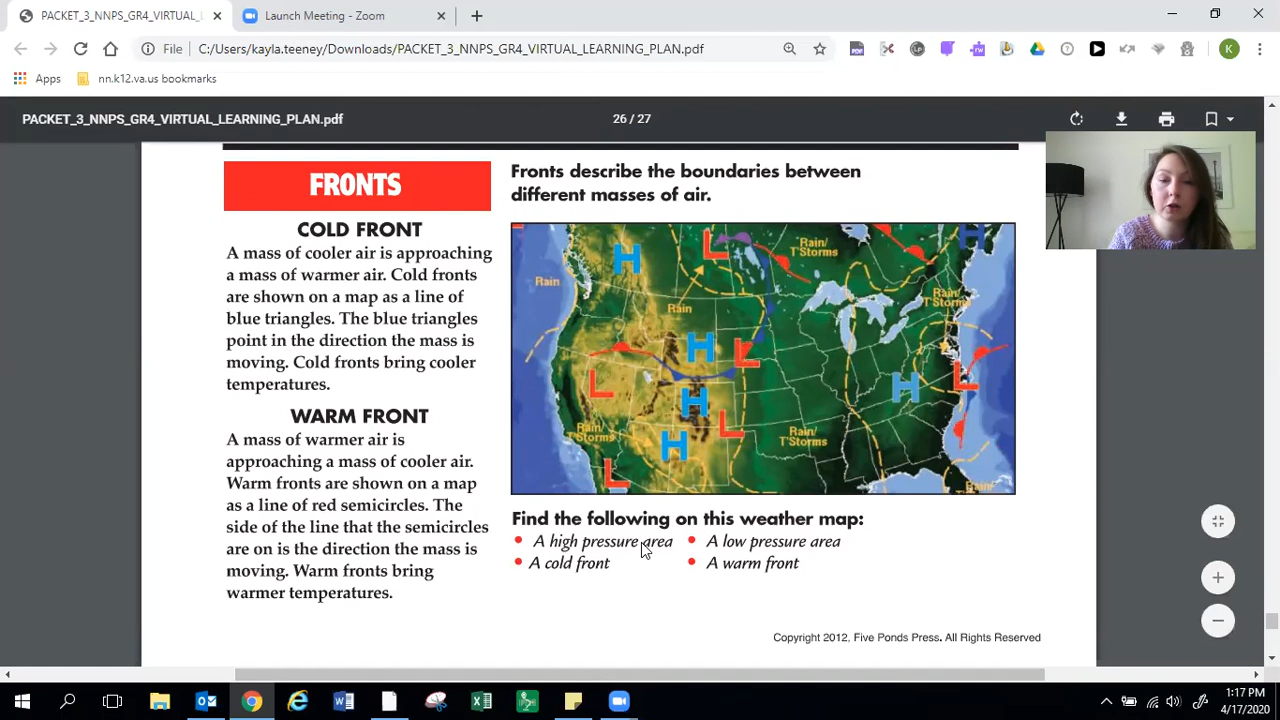 PACKET_3_NNPS_GR4_VIRTUAL_L
Launch Meeting - Zoom
File
C:/Users/kayla.teeney/Downloads/PACKET_3_NNPS_GR4_VIRTUAL_LEARNING_PLAN.pdf
K
Apps
nn.k12.va.us bookmarks
PACKET_3_NNPS_GR4_VIRTUAL_LEARNING_PLAN.pdf
26 / 27
FRONTS
COLD FRONT
A mass of cooler air is approaching
a mass of warmer air. Cold fronts
are shown on a map as a line of
blue triangles. The blue triangles
point in the direction the mass is
moving. Cold fronts bring cooler
temperatures.
WARM FRONT
A mass of warmer air is
approaching a mass of cooler air.
Warm fronts are shown on a map
as a line of red semicircles. The
side of the line that the semicircles
are on is the direction the mass is
moving. Warm fronts bring
warmer temperatures.
Fronts describe the boundaries between
different masses of air.
L
H
H
Rain/
T'Storms
Rain
Rain
Rain/
T'Storms
H
L
L
H
L
H
L
Rain/
T'Storms
Rain/
T'Storms
H
L
Rain/
Find the following on this weather map:
• A high pressure area
• A low pressure area
• A cold front
• A warm front
Copyright 2012, Five Ponds Press. All Rights Reserved
1:17 PM
4/17/2020